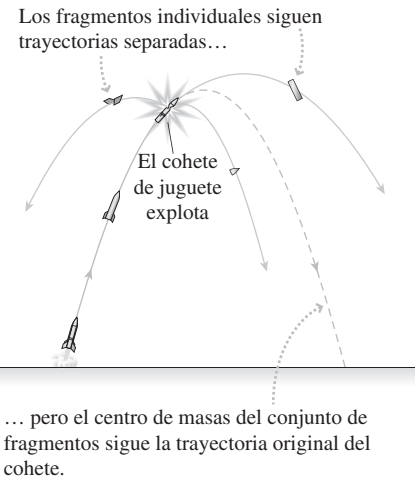 Los fragmentos individuales siguen
trayectorias separadas…
El cohete
de juguete
explota
… pero el centro de masas del conjunto de
fragmentos sigue la trayectoria original del
cohete.